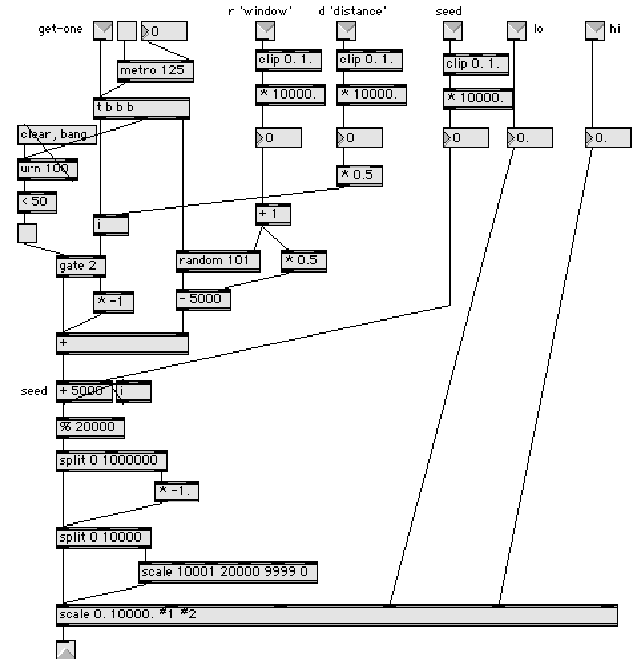 r 'window' d 'distance' seed
get-one 0 lo hi
metro 125 clip 0. 1. clip 0. 1. clip 0. 1.
t b b b * 10000. * 10000. * 10000.
clear, bang 0 0 0 0. 0.
urn 100 * 0.5
< 50
i + 1
gate 2 random 101 * 0.5
* -1 - 5000
+
seed + 5000 i
% 20000
split 0 1000000
* -1.
split 0 10000
scale 10001 20000 9999 0
scale 0. 10000. #1 #2